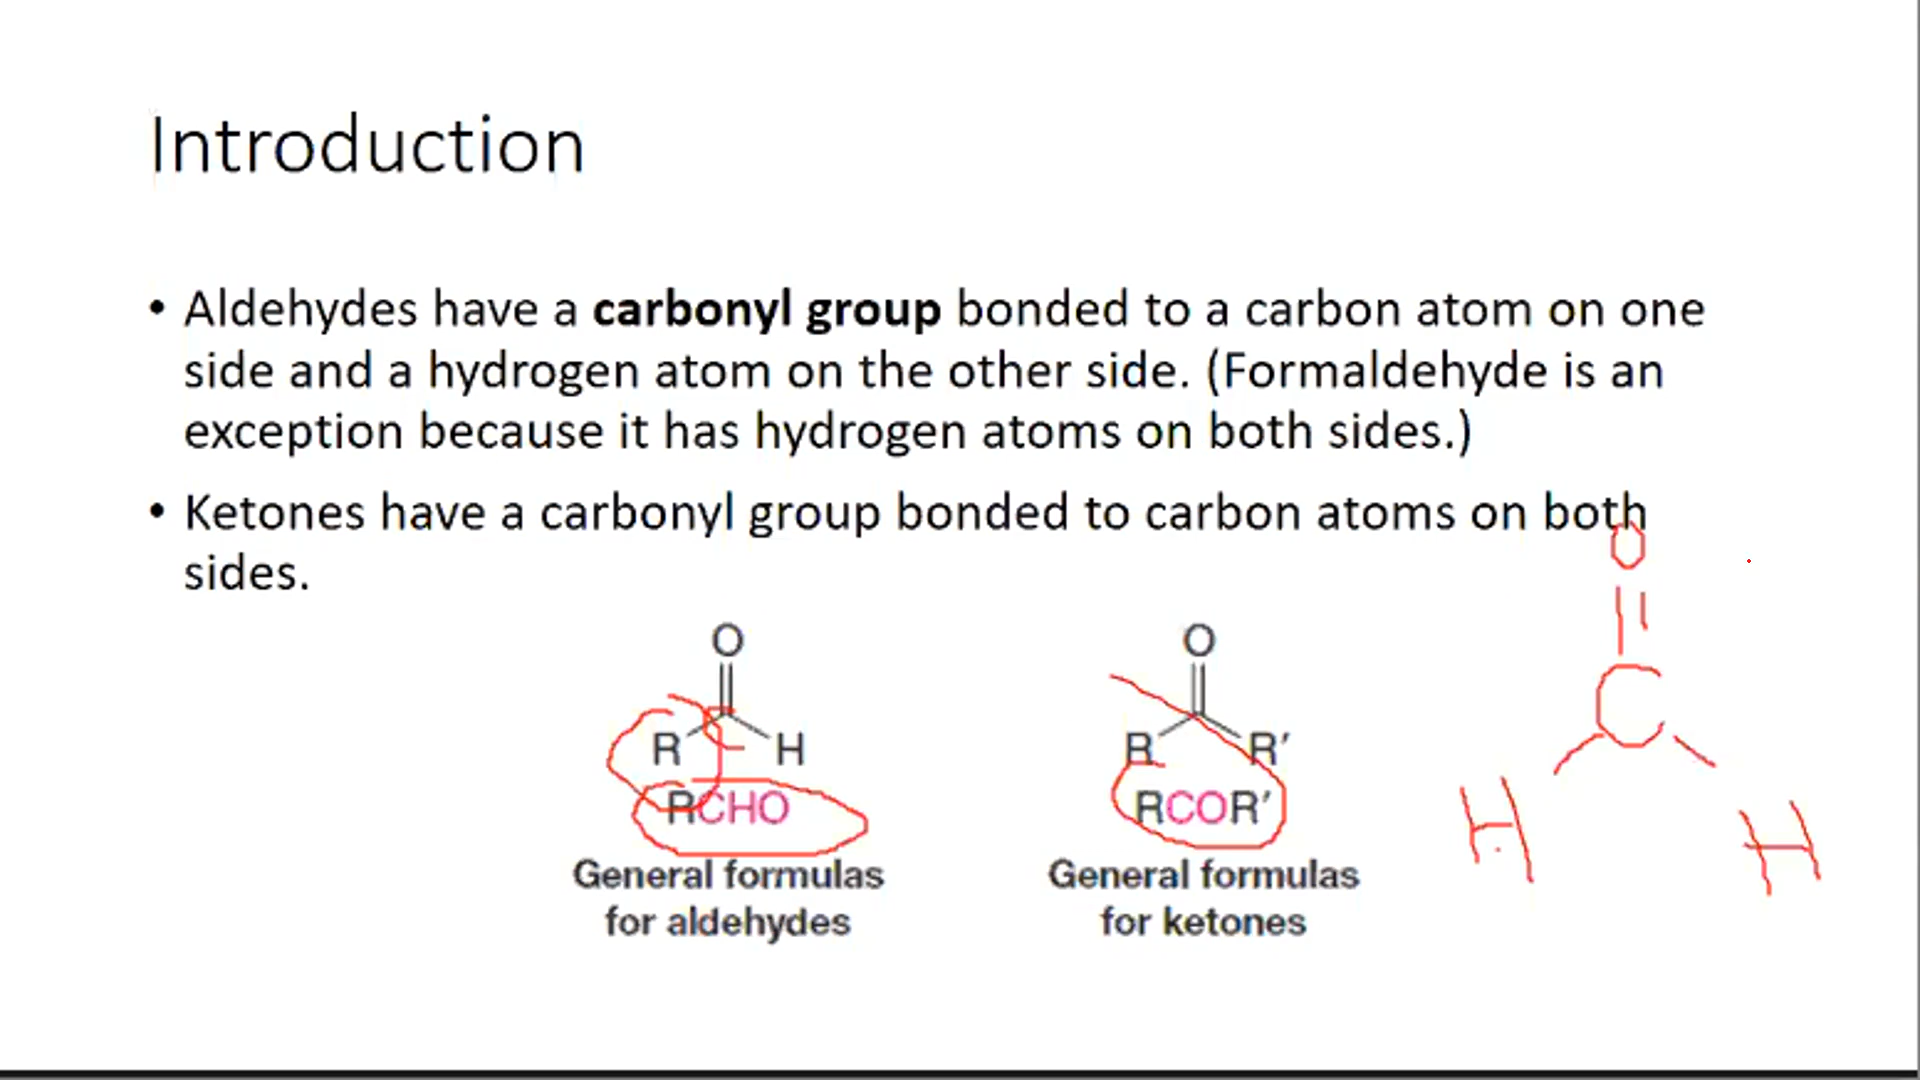 Introduction
• Aldehydes have a carbonyl group bonded to a carbon atom on one
side and a hydrogen atom on the other side. (Formaldehyde is an
exception because it has hydrogen atoms on both sides.)
• Ketones have a carbonyl group bonded to carbon atoms on both
sides.
O
R H
RCHO
General formulas
for aldehydes
O
R R′
RCOR′
General formulas
for ketones
O
C
H H